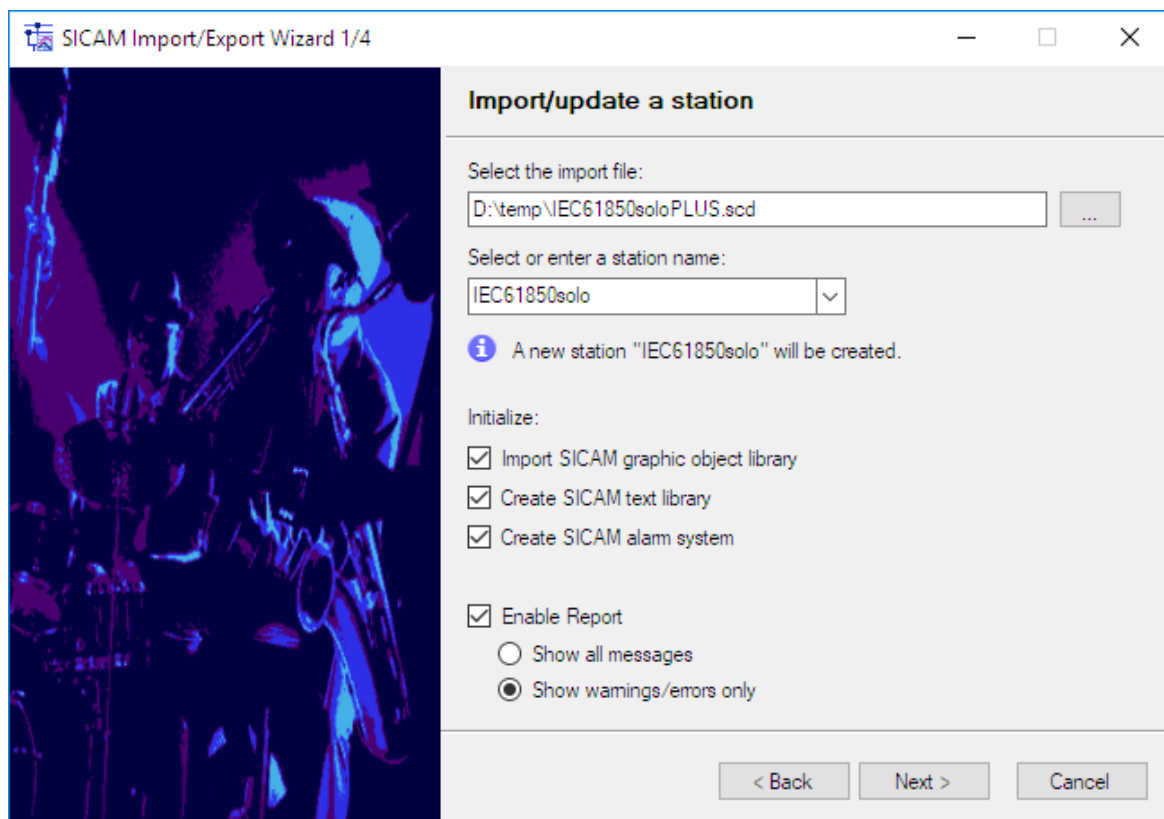 SICAM Import/Export Wizard 1/4
Import/update a station
Select the import file:
D:\temp\IEC61850soloPLUS.scd
...
Select or enter a station name:
IEC61850solo
A new station "IEC61850solo" will be created.
Initialize:
Import SICAM graphic object library
Create SICAM text library
Create SICAM alarm system
Enable Report
Show all messages
Show warnings/errors only
< Back Next > Cancel